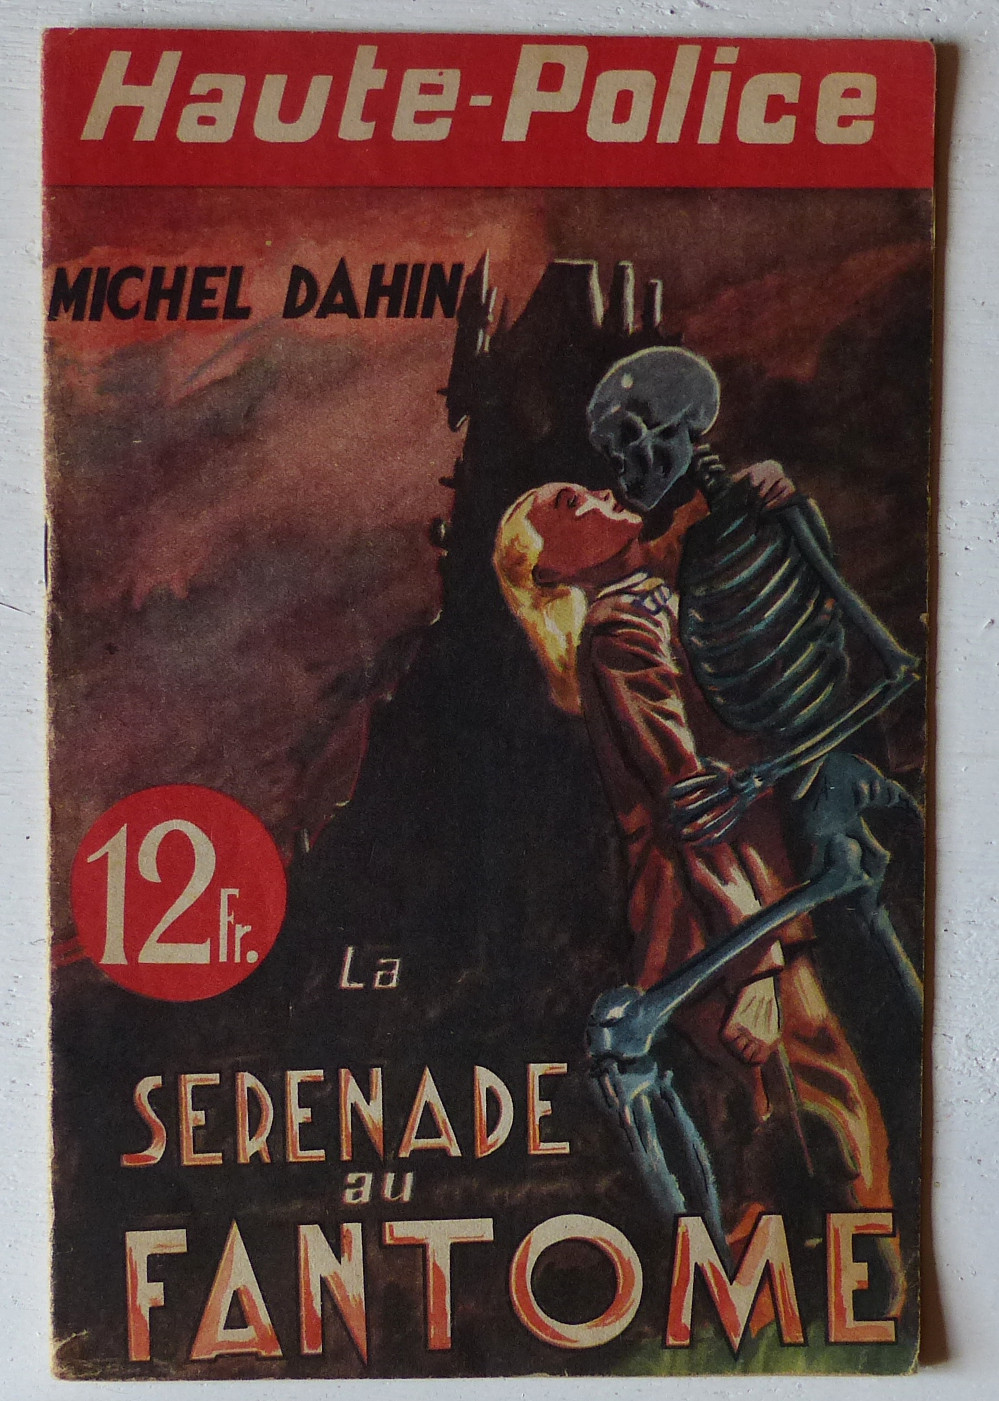 Haute-Police
MICHEL DAHIN
12 Fr.
La
SERENADE
au
FANTOME